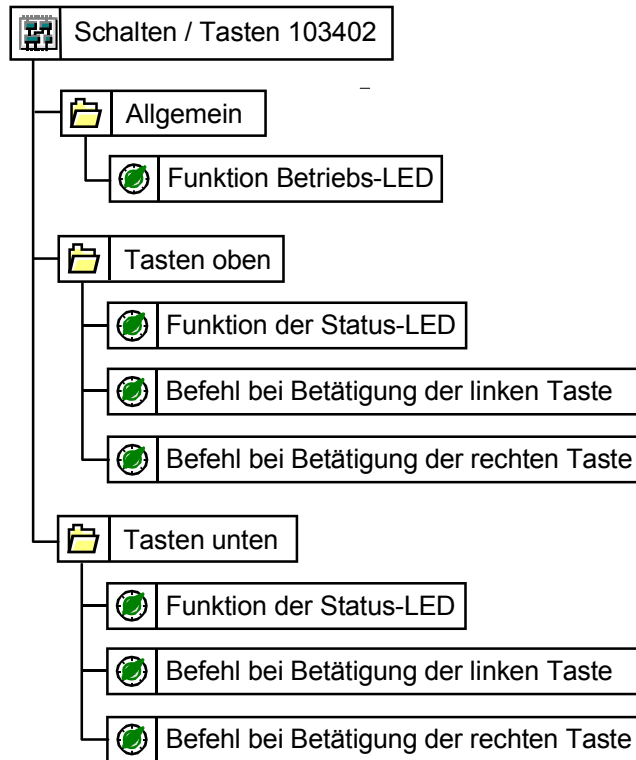 Schalten / Tasten 103402
Allgemein
Funktion Betriebs-LED
Tasten oben
Funktion der Status-LED
Befehl bei Betätigung der linken Taste
Befehl bei Betätigung der rechten Taste
Tasten unten
Funktion der Status-LED
Befehl bei Betätigung der linken Taste
Befehl bei Betätigung der rechten Taste